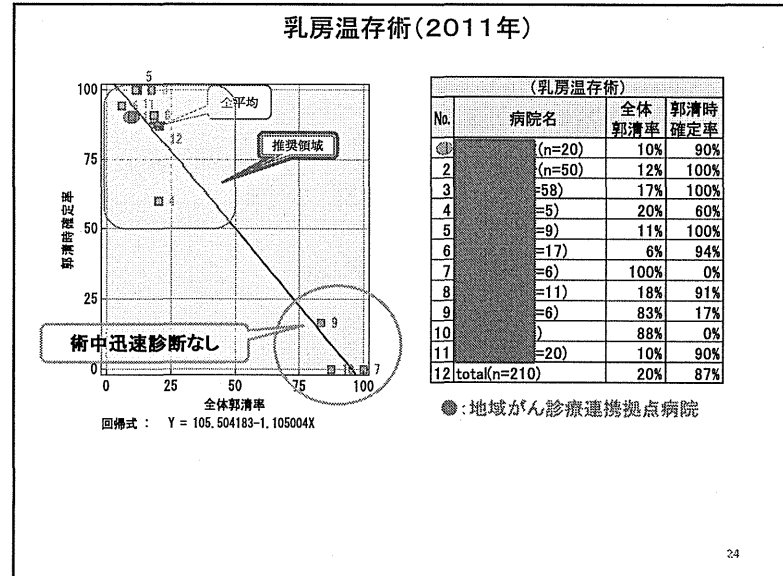 乳房温存術(2011年)
郭清時確定率
100
75
50
25
0
0 25 50 75 100
全体郭清率
回帰式 : Y = 105.504183-1.105004X
5
11
12
4
9
7
全平均
推奨領域
術中迅速診断なし
(乳房温存術)
No. 病院名 全体郭清率 郭清時確定率
(n=20) 10% 90%
2 (n=50) 12% 100%
3 =58) 17% 100%
4 =5) 20% 60%
5 =9) 11% 100%
6 =17) 6% 94%
7 =6) 100% 0%
8 =11) 18% 91%
9 =6) 83% 17%
10 ) 88% 0%
11 =20) 10% 90%
12 total(n=210) 20% 87%
●:地域がん診療連携拠点病院
24